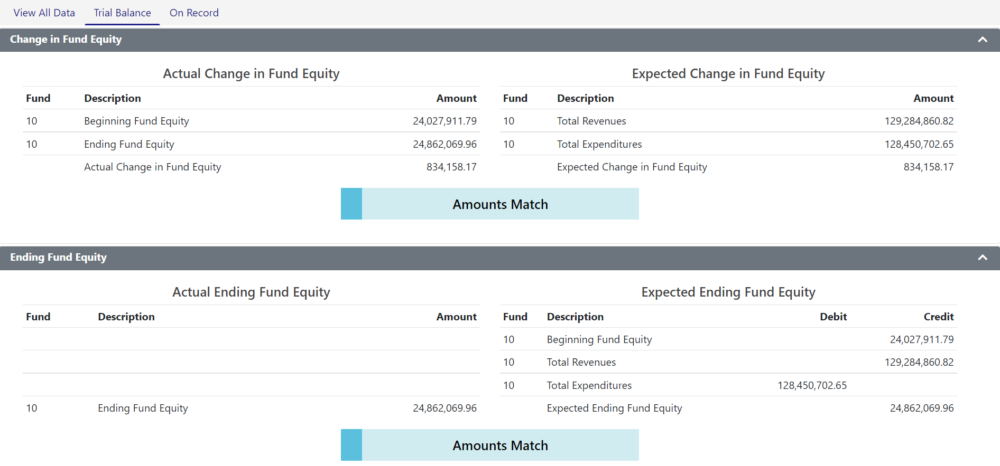 View All Data Trial Balance On Record
Change in Fund Equity
Actual Change in Fund Equity
Fund Description Amount
10 Beginning Fund Equity 24,027,911.79
10 Ending Fund Equity 24,862,069.96
Actual Change in Fund Equity 834,158.17
Expected Change in Fund Equity
Fund Description Amount
10 Total Revenues 129,284,860.82
10 Total Expenditures 128,450,702.65
Expected Change in Fund Equity 834,158.17
Amounts Match
Ending Fund Equity
Actual Ending Fund Equity
Fund Description Amount
10 Ending Fund Equity 24,862,069.96
Expected Ending Fund Equity
Fund Description Debit Credit
10 Beginning Fund Equity 24,027,911.79
10 Total Revenues 129,284,860.82
10 Total Expenditures 128,450,702.65
Expected Ending Fund Equity 24,862,069.96
Amounts Match